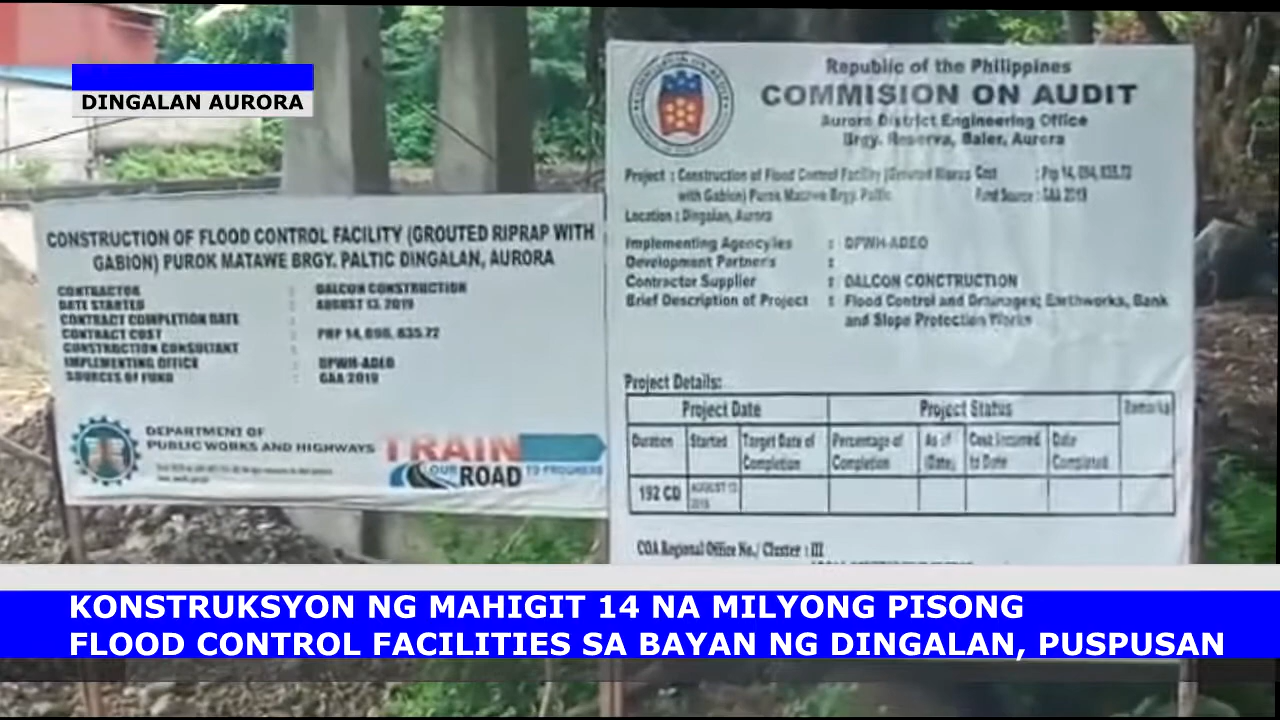 DINGALAN AURORA
CONSTRUCTION OF FLOOD CONTROL FACILITY (GROUTED RIPRAP WITH
GABION) PUROK MATAWE BRGY. PALTIC DINGALAN, AURORA
CONTRACTOR : DALCON CONSTRUCTION
DATE STARTED : AUGUST 13, 2019
CONTRACT COMPLETION DATE :
CONTRACT COST : PHP 14, 635.72
CONSTRUCTION CONSULTANT :
IMPLEMENTING OFFICE : DPWH-ADEO
SOURCES OF FUND : GAA 2019
DEPARTMENT OF
PUBLIC WORKS AND HIGHWAYS
TRAIN
OUR ROAD TO PROGRESS
Republic of the Philippines
COMMISION ON AUDIT
Aurora District Engineering Office
Brgy. Reserva, Baler, Aurora
Project : Construction of Flood Control Facility (Grouted Riprap Cost : Php 14,
with Gabion) Purok Matawe Brgy. Paltic Fund Source : GAA 2019
Location : Dingalan, Aurora
Implementing Agency/ies : DPWH-ADEO
Development Partner/s :
Contractor Supplier : DALCON CONCTRUCTION
Brief Description of Project : Flood Control and Drainages; Earthworks, Bank
and Slope Protection Works
Project Details:
Project Date Project Status Remarks
Duration Started Target Date of Completion Percentage of Completion As of (Date) Cost Incurred to Date Date Completed
192 CD AUGUST 13 2019
COA Regional Office No./ Cluster : III
KONSTRUKSYON NG MAHIGIT 14 NA MILYONG PISONG
FLOOD CONTROL FACILITIES SA BAYAN NG DINGALAN, PUSPUSAN